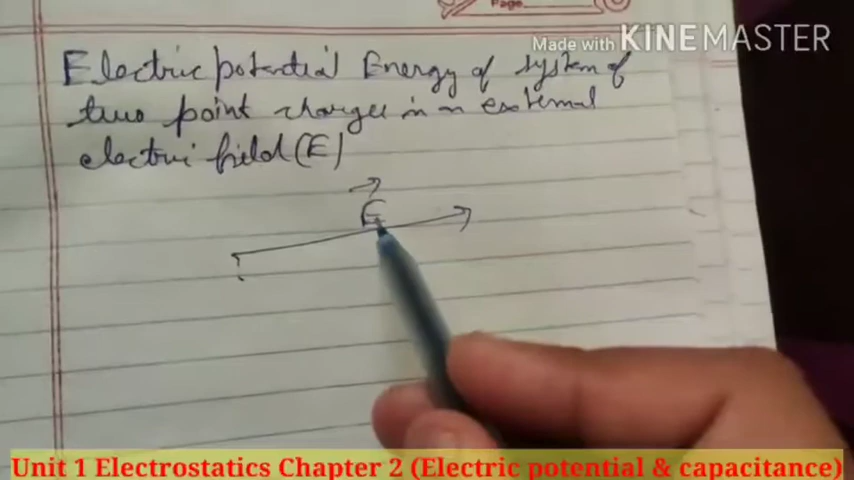 Page
Made with KINEMASTER
Electric potential Energy of system of
two point charges in an external
electric field (E)
E
Unit 1 Electrostatics Chapter 2 (Electric potential & capacitance)